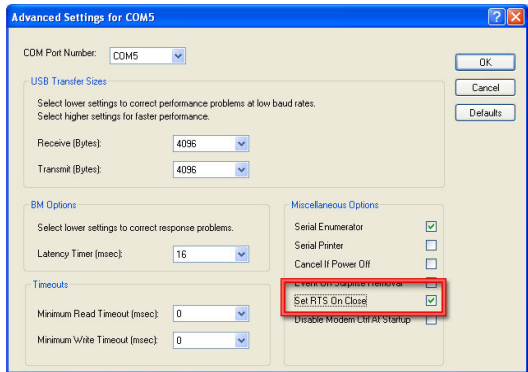 Advanced Settings for COM5
COM Port Number: COM5
OK
Cancel
Defaults
USB Transfer Sizes
Select lower settings to correct performance problems at low baud rates.
Select higher settings for faster performance.
Receive (Bytes): 4096
Transmit (Bytes): 4096
BM Options
Select lower settings to correct response problems.
Latency Timer (msec): 16
Timeouts
Minimum Read Timeout (msec): 0
Minimum Write Timeout (msec): 0
Miscellaneous Options
Serial Enumerator
Serial Printer
Cancel If Power Off
Event On Surprise Removal
Set RTS On Close
Disable Modem Ctrl At Startup